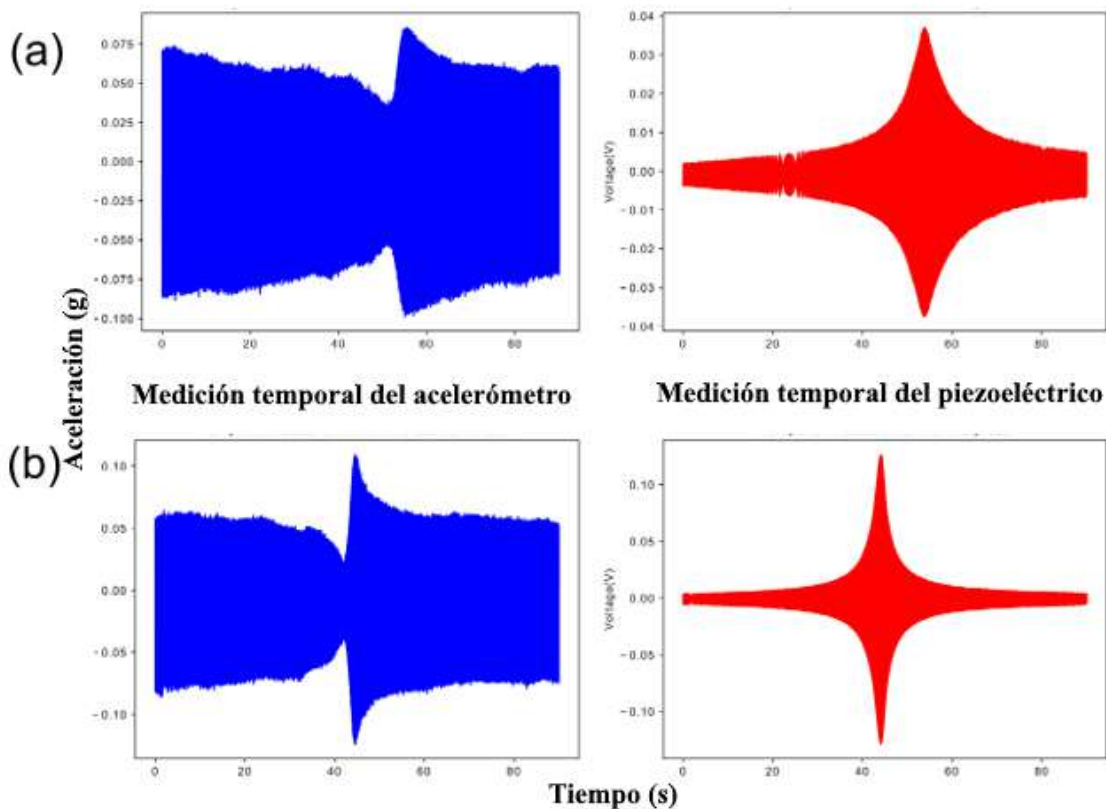 (a)
0.075
0.050
0.025
0.000
-0.025
-0.050
-0.075
-0.100
0 20 40 60 80
0.04
0.03
0.02
0.01
0.00
-0.01
-0.02
-0.03
-0.04
Voltage(V)
0 20 40 60 80
Aceleración (g)
Medición temporal del acelerómetro
Medición temporal del piezoeléctrico
(b)
0.10
0.05
0.00
-0.05
-0.10
0 20 40 60 80
0.10
0.05
0.00
-0.05
-0.10
Voltage(V)
0 20 40 60 80
Tiempo (s)